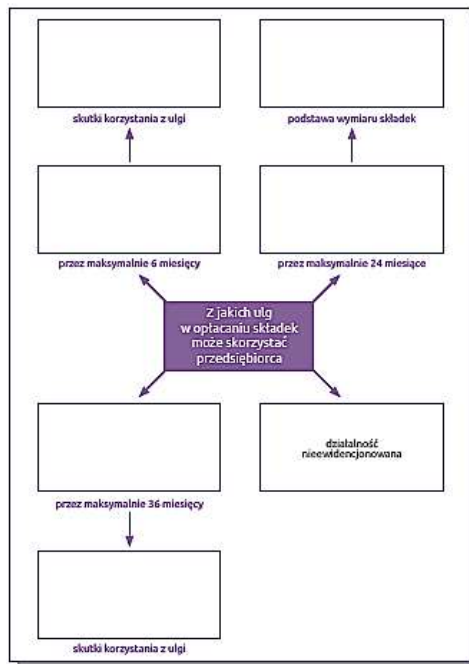 skutki korzystania z ulgi
podstawa wymiaru składek
przez maksymalnie 6 miesięcy
przez maksymalnie 24 miesiące
Z jakich ulg
w opłacaniu składek
może skorzystać
przedsiębiorca
działalność
nieewidencjonowana
przez maksymalnie 36 miesięcy
skutki korzystania z ulgi